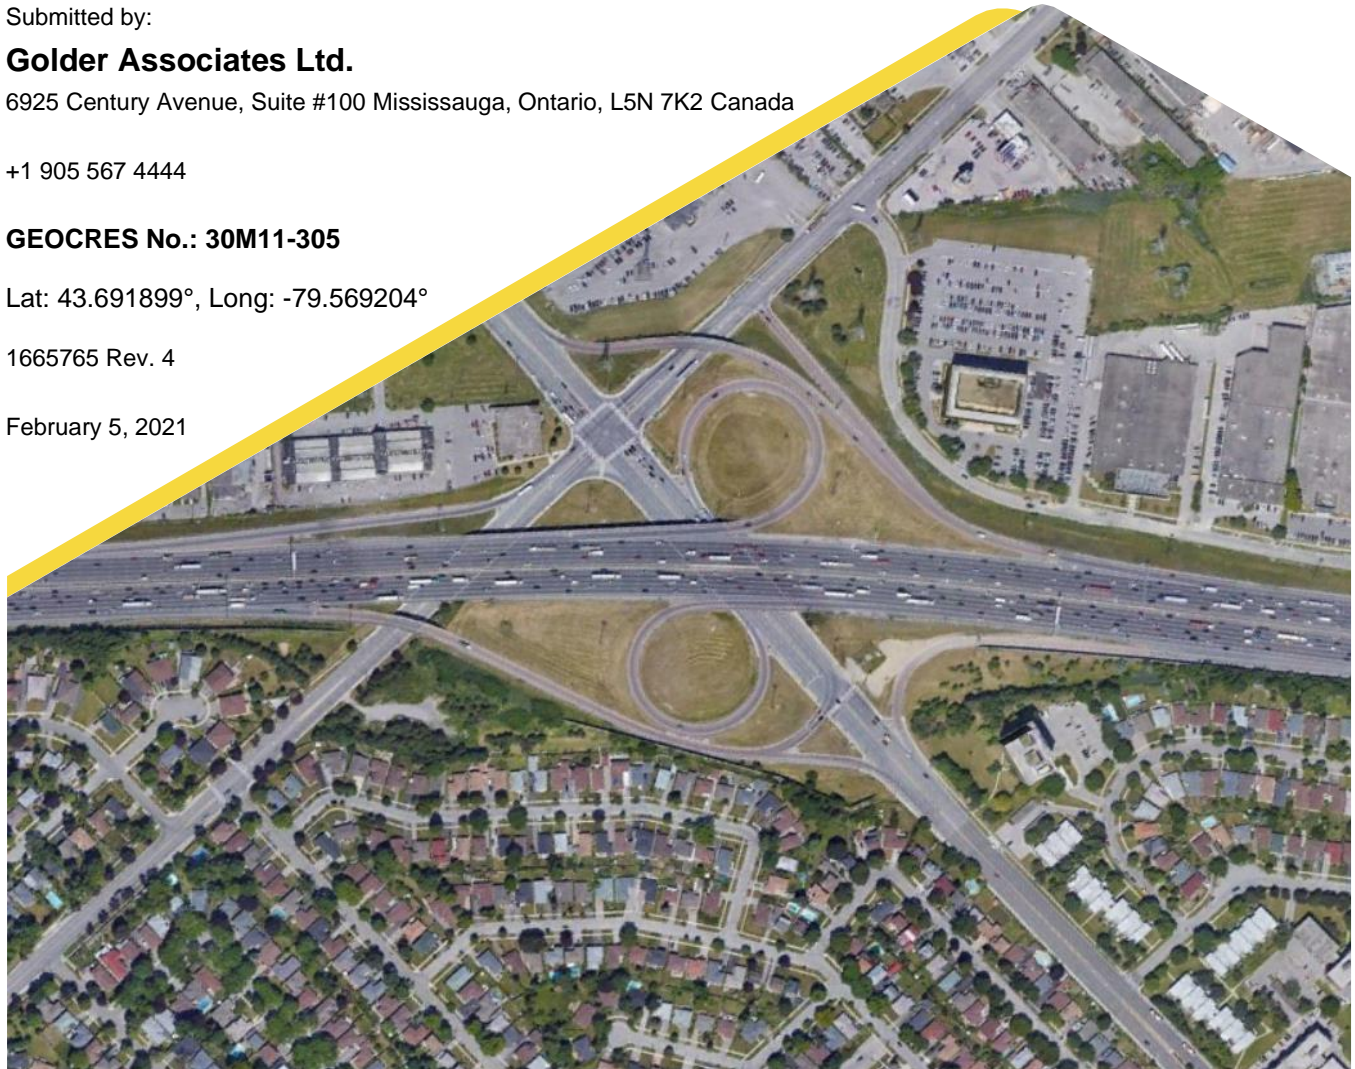 Submitted by:
Golder Associates Ltd.
6925 Century Avenue, Suite #100 Mississauga, Ontario, L5N 7K2 Canada
+1 905 567 4444
GEOCRES No.: 30M11-305
Lat: 43.691899°, Long: -79.569204°
1665765 Rev. 4
February 5, 2021